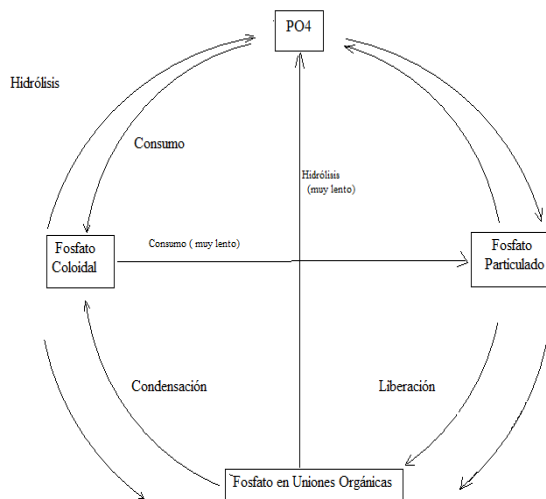 PO4
Hidrólisis
Consumo
Hidrólisis
(muy lento)
Fosfato
Coloidal
Consumo ( muy lento)
Fosfato
Particulado
Condensación
Liberación
Fosfato en Uniones Orgánicas